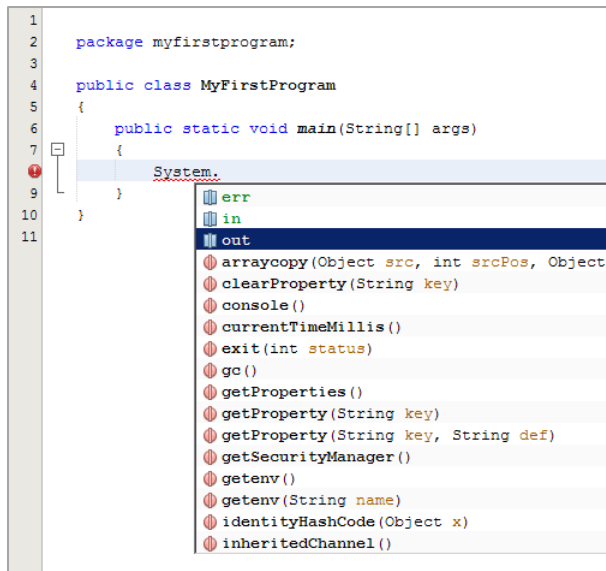 1
2 package myfirstprogram;
3
4 public class MyFirstProgram
5 {
6 public static void main(String[] args)
7 {
System.
9 }
10 }
11
err
in
out
arraycopy(Object src, int srcPos, Object
clearProperty(String key)
console()
currentTimeMillis()
exit(int status)
gc()
getProperties()
getProperty(String key)
getProperty(String key, String def)
getSecurityManager()
getenv()
getenv(String name)
identityHashCode(Object x)
inheritedChannel()